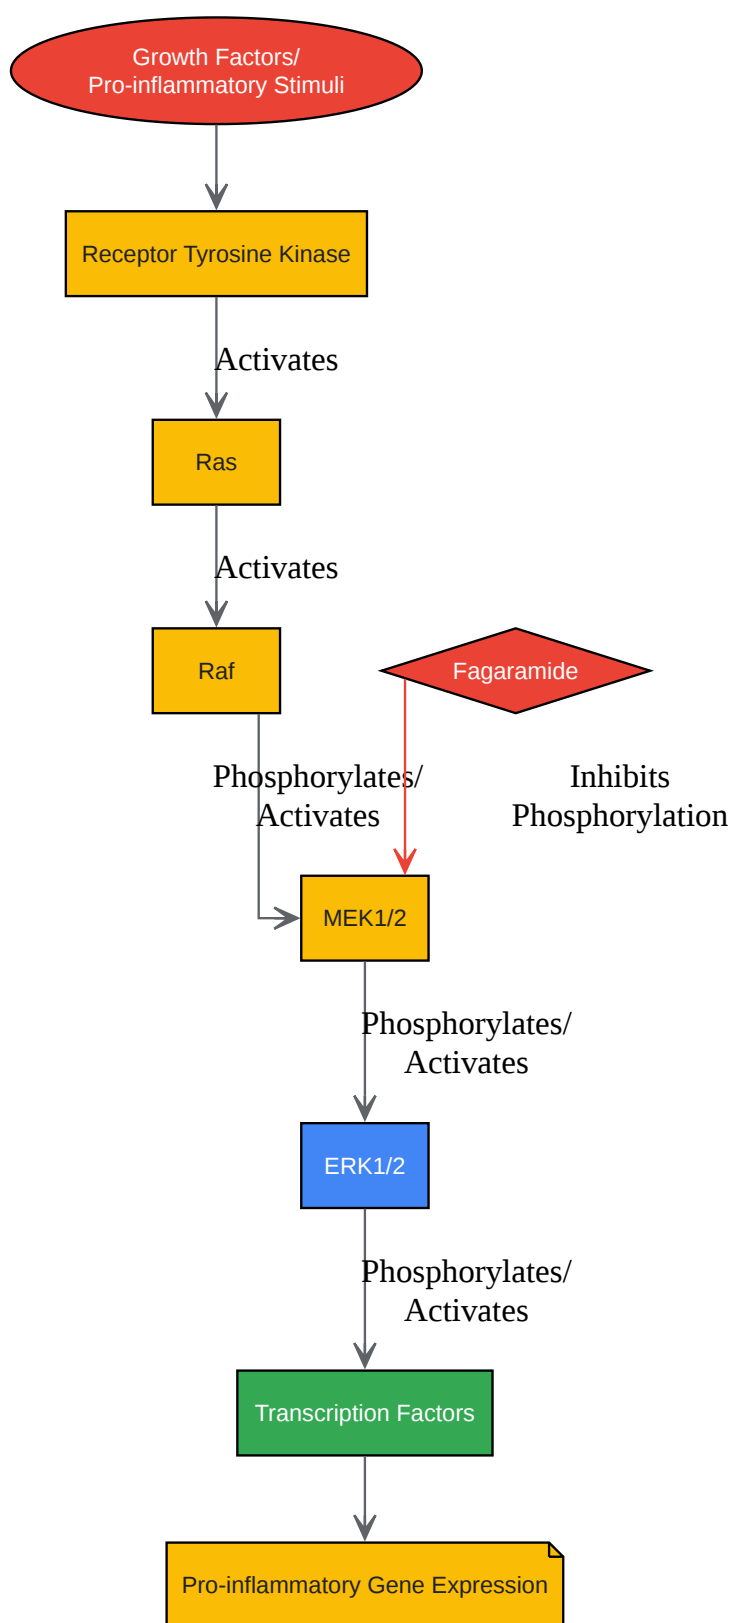 Growth Factors/
Pro-inflammatory Stimuli
Receptor Tyrosine Kinase
Activates
Ras
Activates
Raf
Fagaramide
Phosphorylates/
Activates
Inhibits
Phosphorylation
MEK1/2
Phosphorylates/
Activates
ERK1/2
Phosphorylates/
Activates
Transcription Factors
Pro-inflammatory Gene Expression